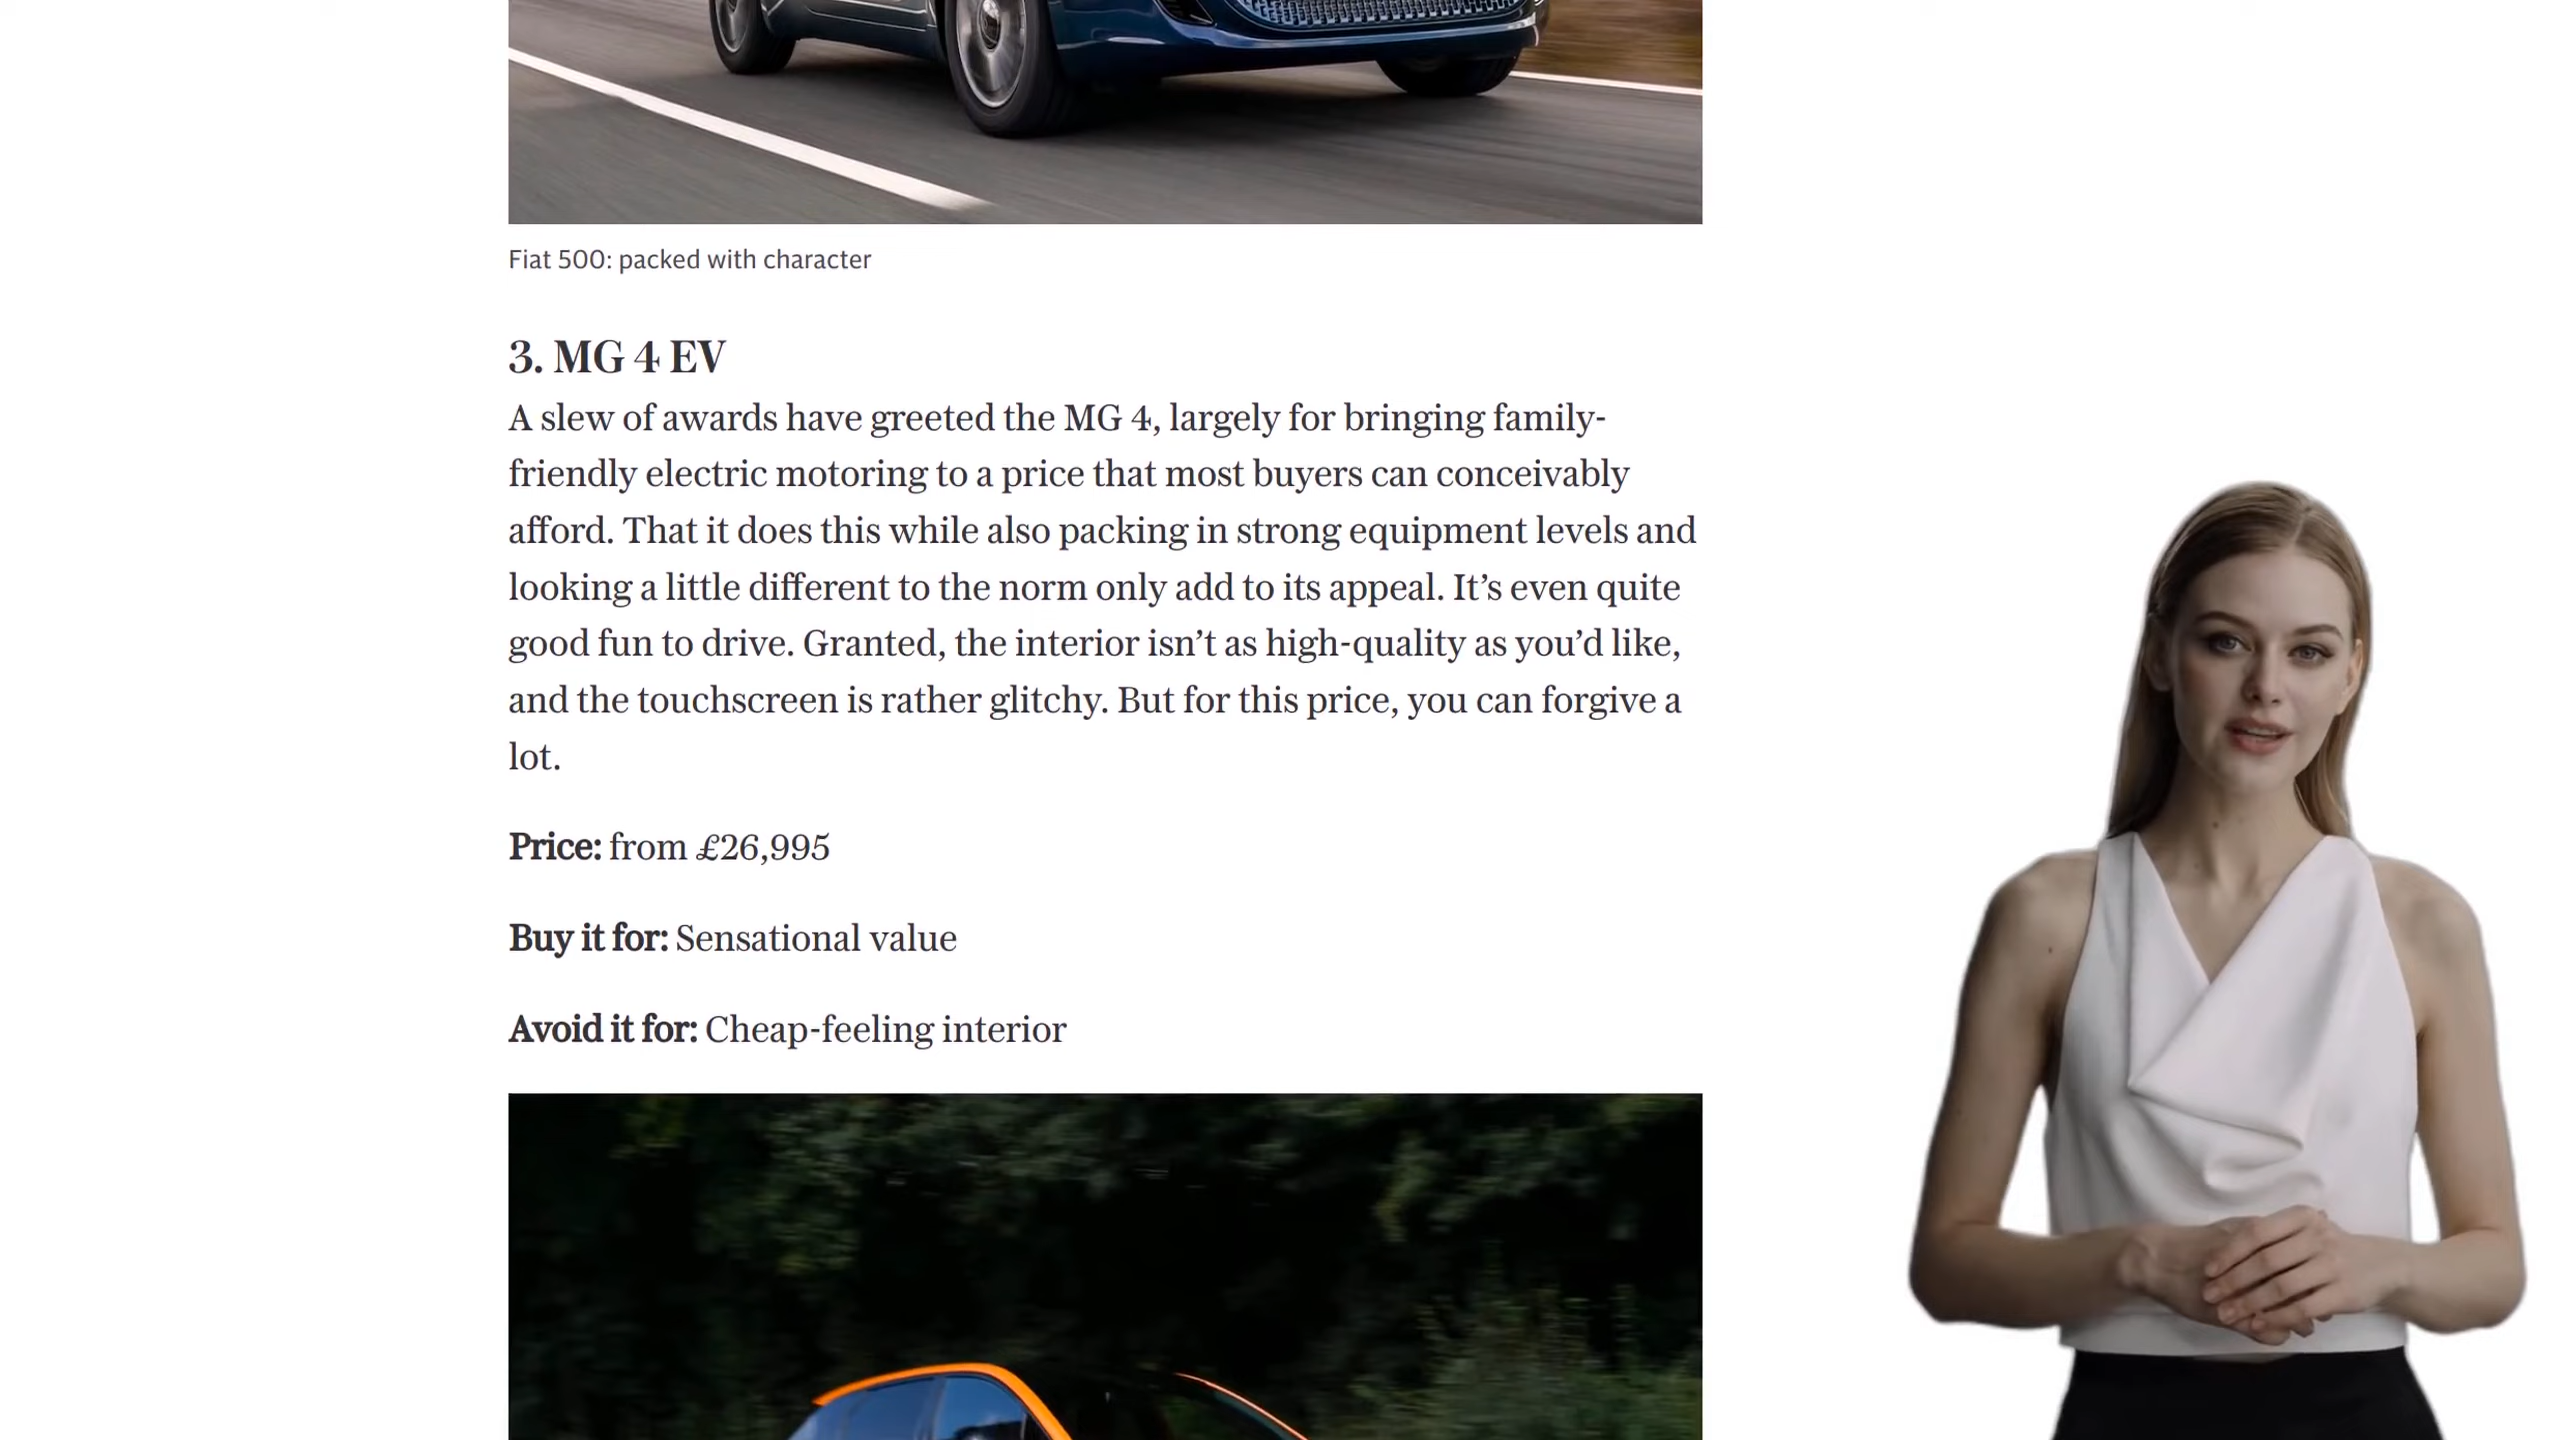 Fiat 500: packed with character
3. MG 4 EV
A slew of awards have greeted the MG 4, largely for bringing family-
friendly electric motoring to a price that most buyers can conceivably
afford. That it does this while also packing in strong equipment levels and
looking a little different to the norm only add to its appeal. It’s even quite
good fun to drive. Granted, the interior isn’t as high-quality as you’d like,
and the touchscreen is rather glitchy. But for this price, you can forgive a
lot.
Price: from £26,995
Buy it for: Sensational value
Avoid it for: Cheap-feeling interior